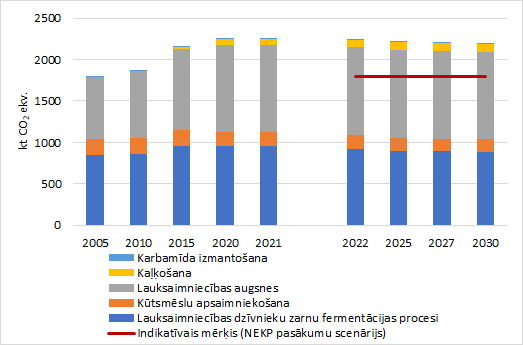 2500
2000
1500
1000
500
0
kt CO₂ ekv.
2005 2010 2015 2020 2021 2022 2025 2027 2030
Karbamīda izmantošana
Kaļķošana
Lauksaimniecības augsnes
Kūtsmēslu apsaimniekošana
Lauksaimniecības dzīvnieku zarnu fermentācijas procesi
Indikatīvais mērķis (NEKP pasākumu scenārijs)